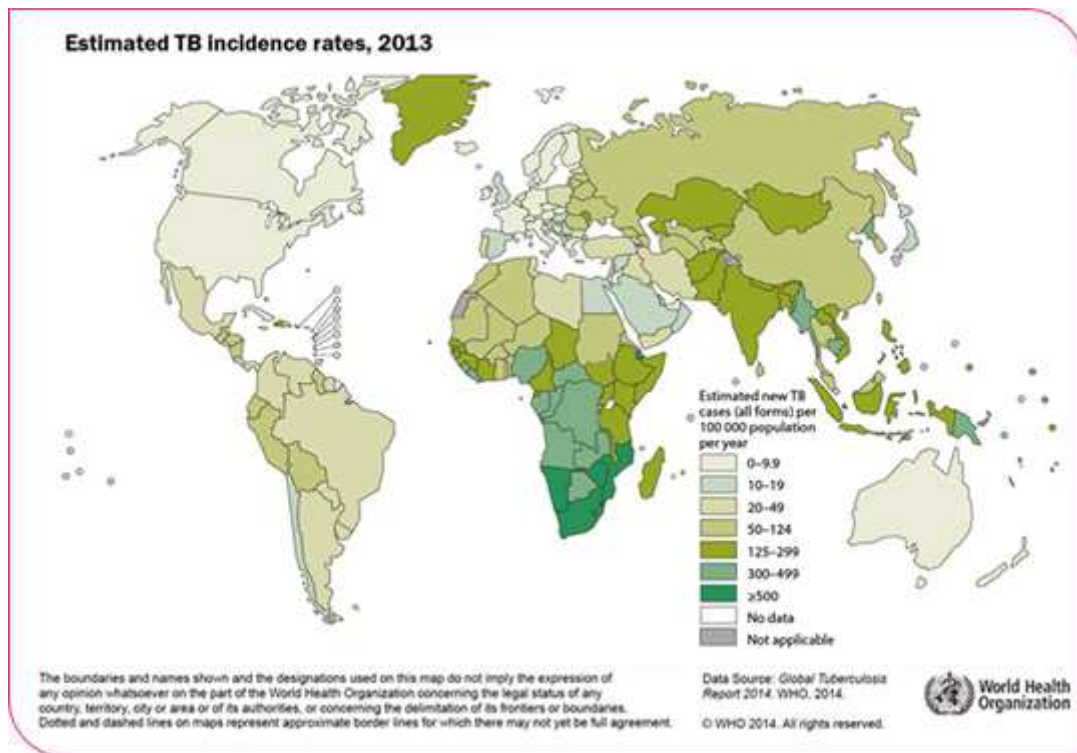 Estimated TB incidence rates, 2013
Estimated new TB
cases (all forms) per
100 000 population
per year
0–9.9
10–19
20–49
50–124
125–299
300–499
≥500
No data
Not applicable
The boundaries and names shown and the designations used on this map do not imply the expression of
any opinion whatsoever on the part of the World Health Organization concerning the legal status of any
country, territory, city or area or of its authorities, or concerning the delimitation of its frontiers or boundaries.
Dotted and dashed lines on maps represent approximate border lines for which there may not yet be full agreement.
Data Source: Global Tuberculosis
Report 2014. WHO, 2014.
© WHO 2014. All rights reserved.
World Health
Organization